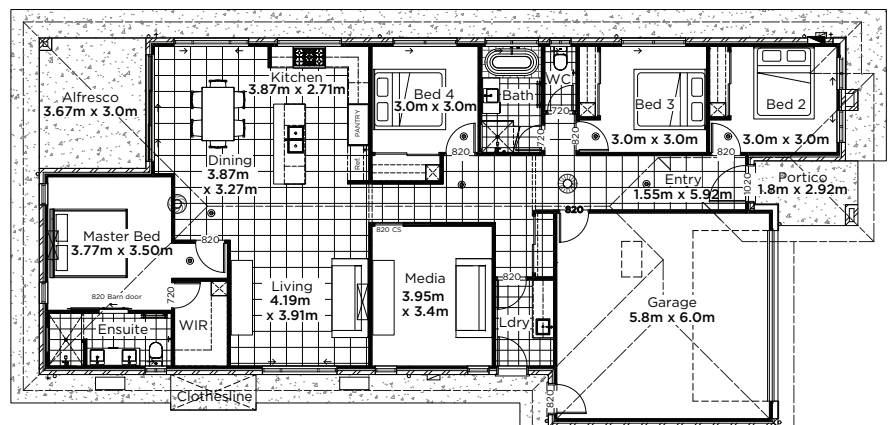 Alfresco
3.67m x 3.0m
Kitchen
3.87m x 2.71m
Dining
3.87m
x 3.27m
PANTRY
Ref.
Bed 4
3.0m x 3.0m
820
Bath
WC
720
720
820
Bed 3
3.0m x 3.0m
Bed 2
3.0m x 3.0m
820
Entry
1.55m x 5.92m
1020
Portico
1.8m x 2.92m
820
Master Bed
3.77m x 3.50m
820
820 Barn door
720
Ensuite
WIR
Living
4.19m
x 3.91m
820 CS
Media
3.95m
x 3.4m
820
Ldry
820
Garage
5.8m x 6.0m
820
Clothesline